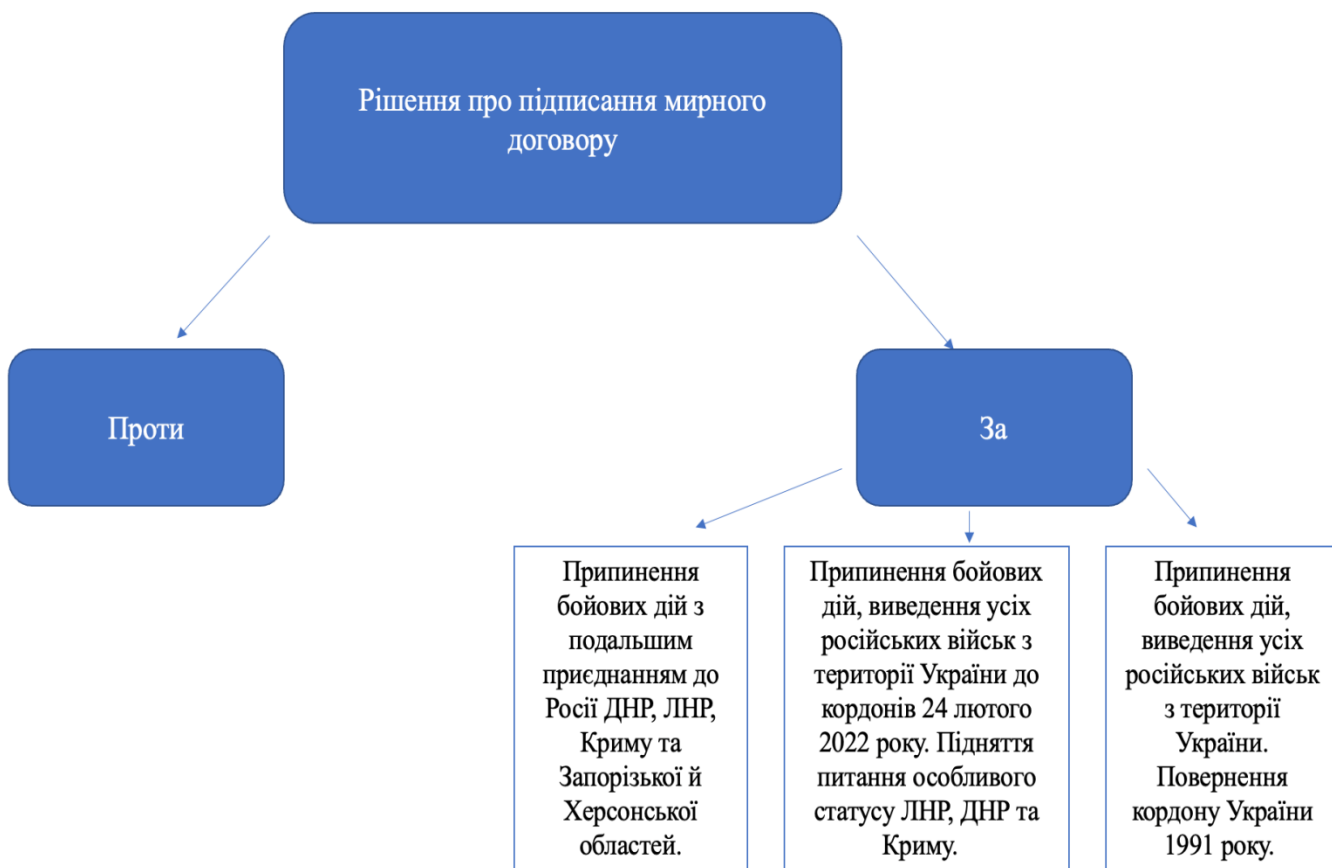 Рішення про підписання мирного
договору
Проти
За
Припинення
бойових дій з
подальшим
приєднанням до
Росії ДНР, ЛНР,
Криму та
Запорізької й
Херсонської
областей.
Припинення бойових
дій, виведення усіх
російських військ з
території України до
кордонів 24 лютого
2022 року. Підняття
питання особливого
статусу ЛНР, ДНР та
Криму.
Припинення
бойових дій,
виведення усіх
російських військ
з території
України.
Повернення
кордону України
1991 року.